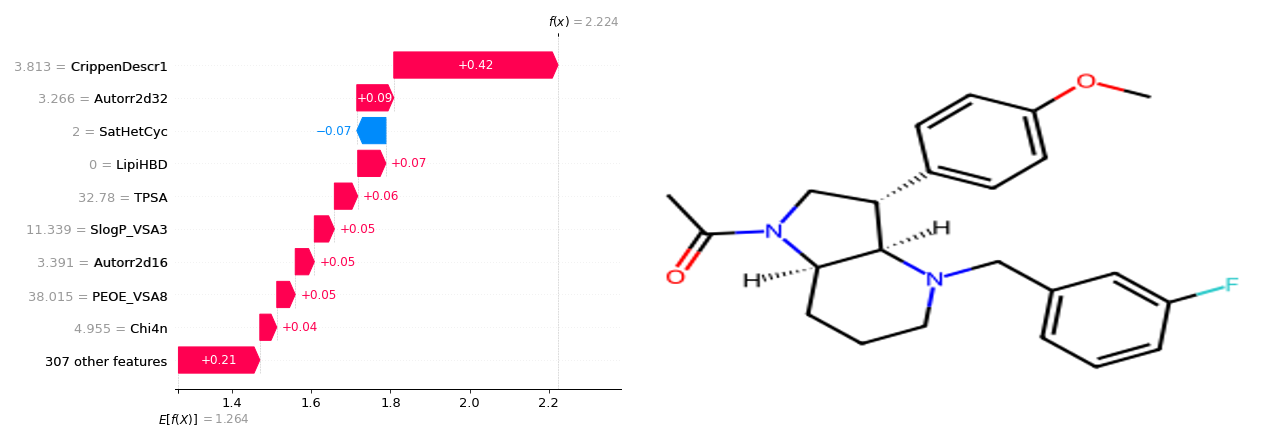 f(x) = 2.224
3.813 = CrippenDescr1 +0.42
3.266 = Autorr2d32 +0.09
2 = SatHetCyc −0.07
0 = LipiHBD +0.07
32.78 = TPSA +0.06
11.339 = SlogP_VSA3 +0.05
3.391 = Autorr2d16 +0.05
38.015 = PEOE_VSA8 +0.05
4.955 = Chi4n +0.04
307 other features +0.21
1.4 1.6 1.8 2.0 2.2
E[f(X)] = 1.264
O
H
N
H
O
N
F